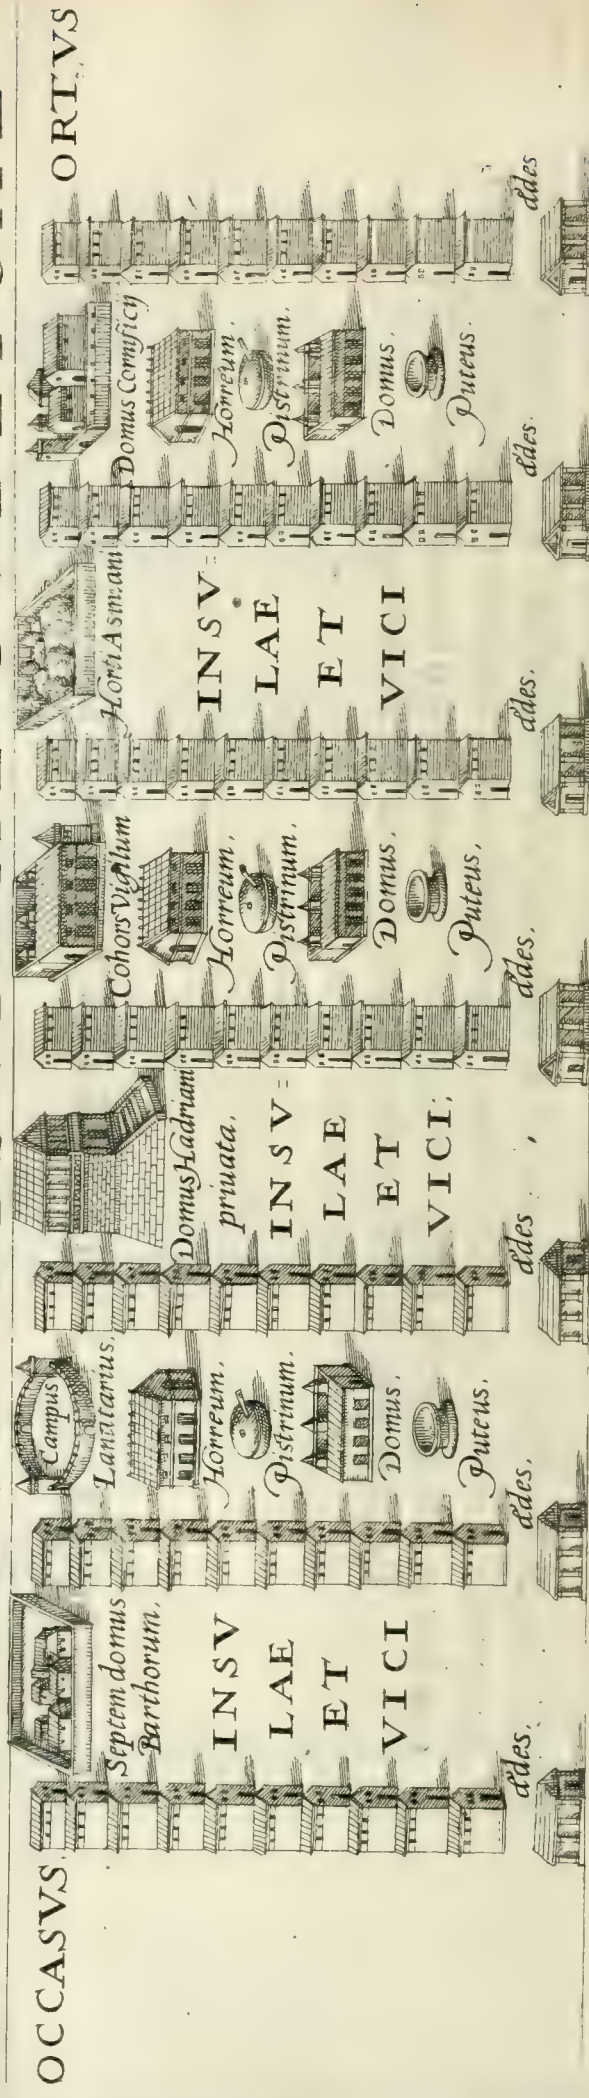 OCCASVS.
Septem domus
Barthorum.
INSV
LAE
ET
VICI
Campus
Lanatarius.
Horreum.
Pistrinum.
Domus.
Puteus.
Domus Hadriani
priuata.
INSV=
LAE
ET
VICI.
Cohors Vigilum
Horreum.
Pistrinum.
Domus.
Puteus.
Horti Asiniani
INSV=
LAE
ET
VICI
Domus Cornificij
Horreum.
Pistrinum.
Domus.
Puteus.
ORTVS
ædes.
ædes.
ædes
ædes.
ædes.
ædes.
ædes